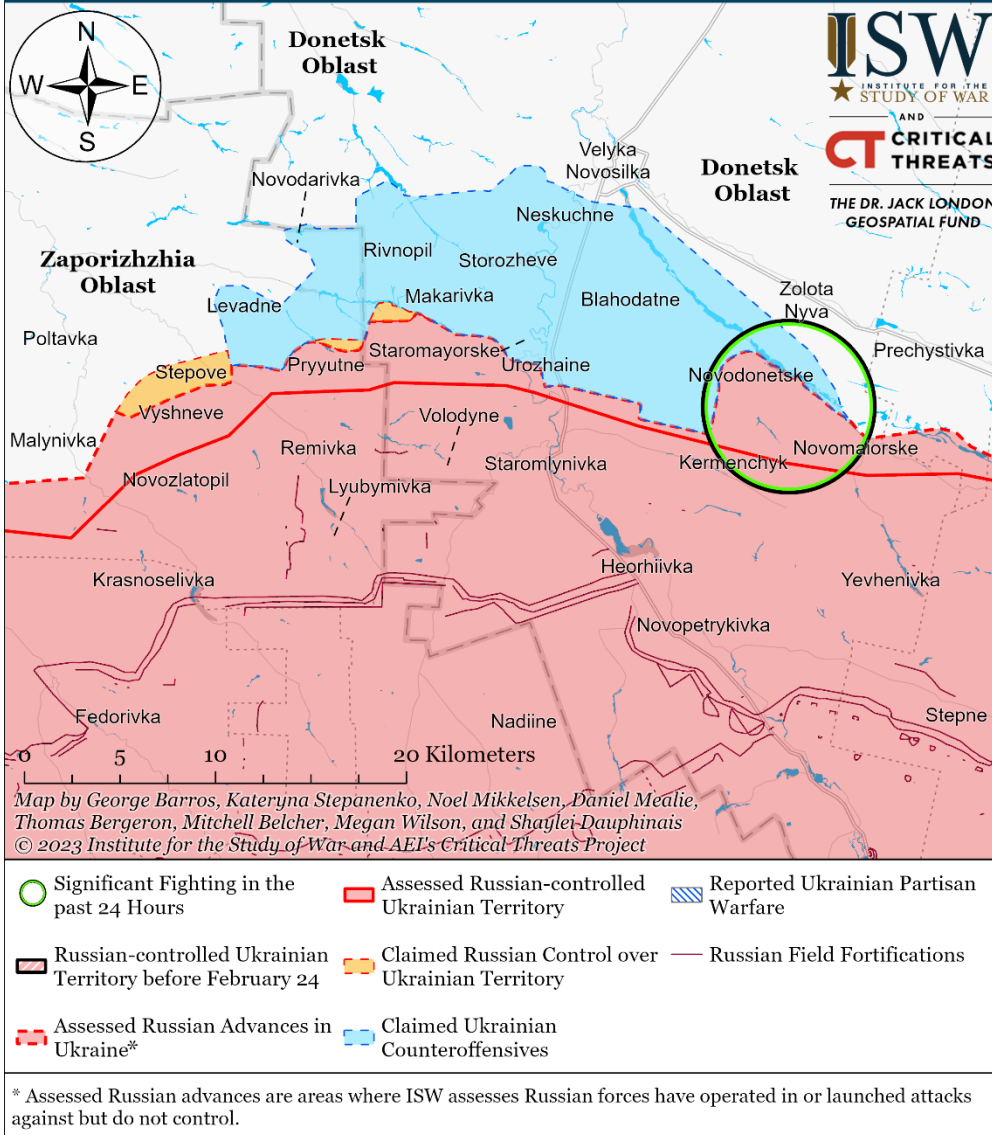 N
W E
S
Donetsk
Oblast
ISW
INSTITUTE FOR THE
STUDY OF WAR
AND
CT CRITICAL
THREATS
THE DR. JACK LONDON
GEOSPATIAL FUND
Velyka
Novosilka
Donetsk
Oblast
Novodarivka
Neskuchne
Rivnopil
Storozheve
Zaporizhzhia
Oblast
Makarivka
Blahodatne
Levadne
Zolota
Nyva
Poltavka
Staromayorske
Prechystivka
Pryyutne
Urozhaine
Stepove
Novodonetske
Vyshneve
Volodyne
Malynivka
Remivka
Novomaiorske
Staromlynivka
Kermenchyk
Novozlatopil
Lyubymivka
Heorhiivka
Krasnoselivka
Yevhenivka
Novopetrykivka
Fedorivka
Nadiine
Stepne
0 5 10 20 Kilometers
Map by George Barros, Kateryna Stepanenko, Noel Mikkelsen, Daniel Mealie,
Thomas Bergeron, Mitchell Belcher, Megan Wilson, and Shaylei Dauphinais
© 2023 Institute for the Study of War and AEI's Critical Threats Project
Significant Fighting in the
past 24 Hours
Assessed Russian-controlled
Ukrainian Territory
Reported Ukrainian Partisan
Warfare
Russian-controlled Ukrainian
Territory before February 24
Claimed Russian Control over
Ukrainian Territory
Russian Field Fortifications
Assessed Russian Advances in
Ukraine*
Claimed Ukrainian
Counteroffensives
* Assessed Russian advances are areas where ISW assesses Russian forces have operated in or launched attacks
against but do not control.